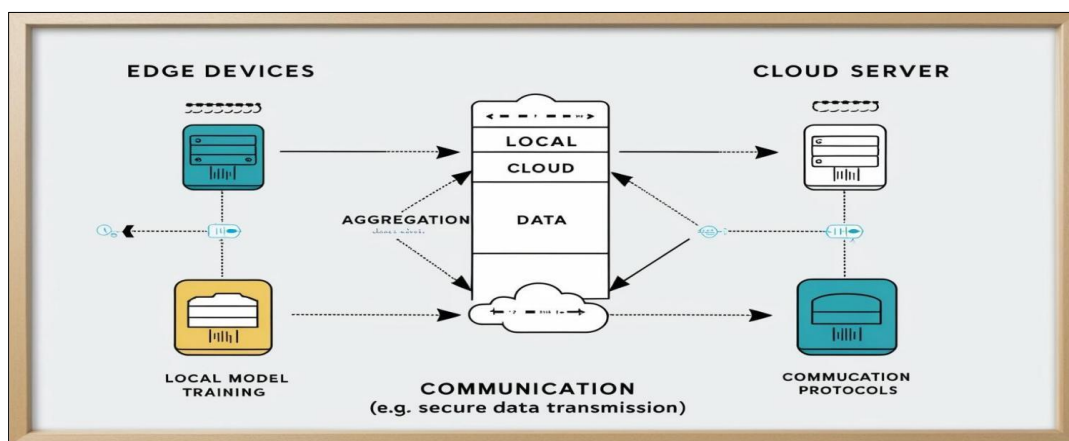 EDGE DEVICES
CLOUD SERVER
LOCAL
CLOUD
AGGREGATION
DATA
LOCAL MODEL
TRAINING
COMMUNICATION
(e.g. secure data transmission)
COMMUCATION
PROTOCOLS